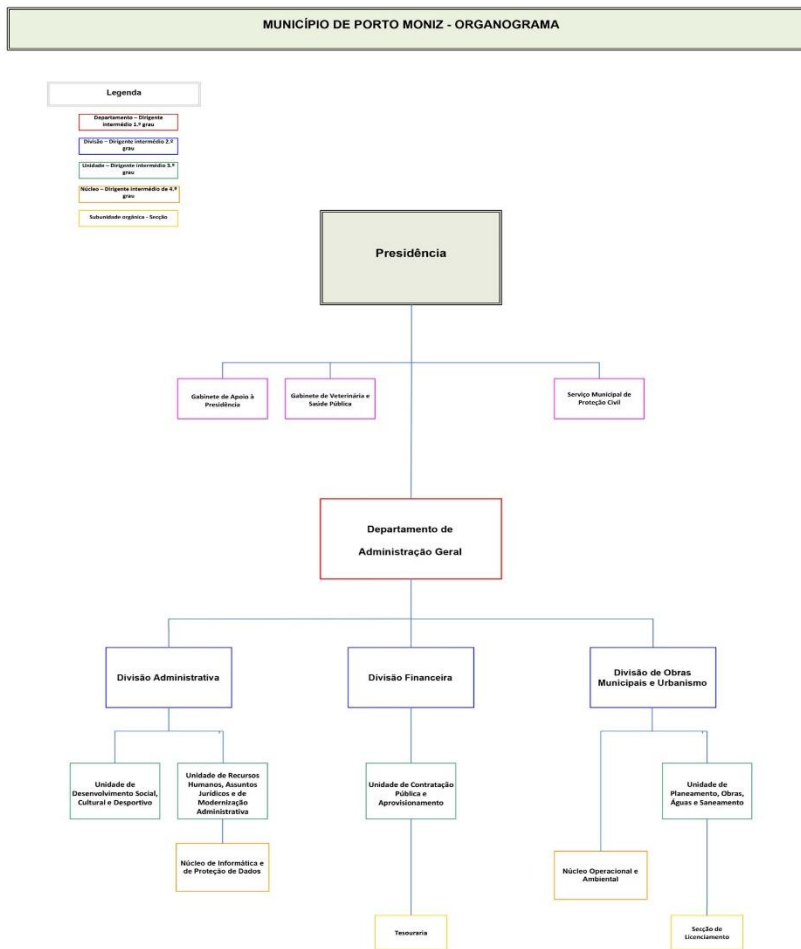 MUNICÍPIO DE PORTO MONIZ - ORGANOGRAMA
Legenda
Departamento – Dirigente
intermédio 1.º grau
Divisão – Dirigente intermédio 2.º
grau
Unidade – Dirigente intermédio 3.º
grau
Núcleo – Dirigente intermédio de 4.º
grau
Subunidade orgânica - Secção
Presidência
Gabinete de Apoio à
Presidência
Gabinete de Veterinária e
Saúde Pública
Serviço Municipal de
Proteção Civil
Departamento de
Administração Geral
Divisão Administrativa
Divisão Financeira
Divisão de Obras
Municipais e Urbanismo
Unidade de
Desenvolvimento Social,
Cultural e Desportivo
Unidade de Recursos
Humanos, Assuntos
Jurídicos e de
Modernização
Administrativa
Unidade de Contratação
Pública e
Aprovisionamento
Unidade de
Planeamento, Obras,
Águas e Saneamento
Núcleo de Informática e
de Proteção de Dados
Núcleo Operacional e
Ambiental
Tesouraria
Secção de
Licenciamento